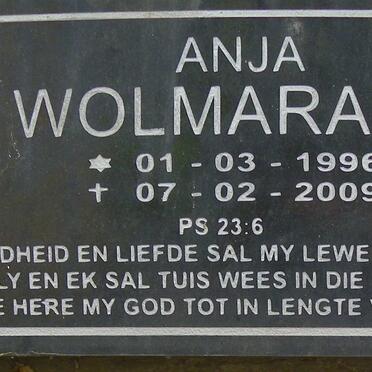 ANJA
WOLMARA
01 - 03 - 1996
07 - 02 - 2009
PS 23:6
DHEID EN LIEFDE SAL MY LEWE
LY EN EK SAL TUIS WEES IN DIE
E HERE MY GOD TOT IN LENGTE V